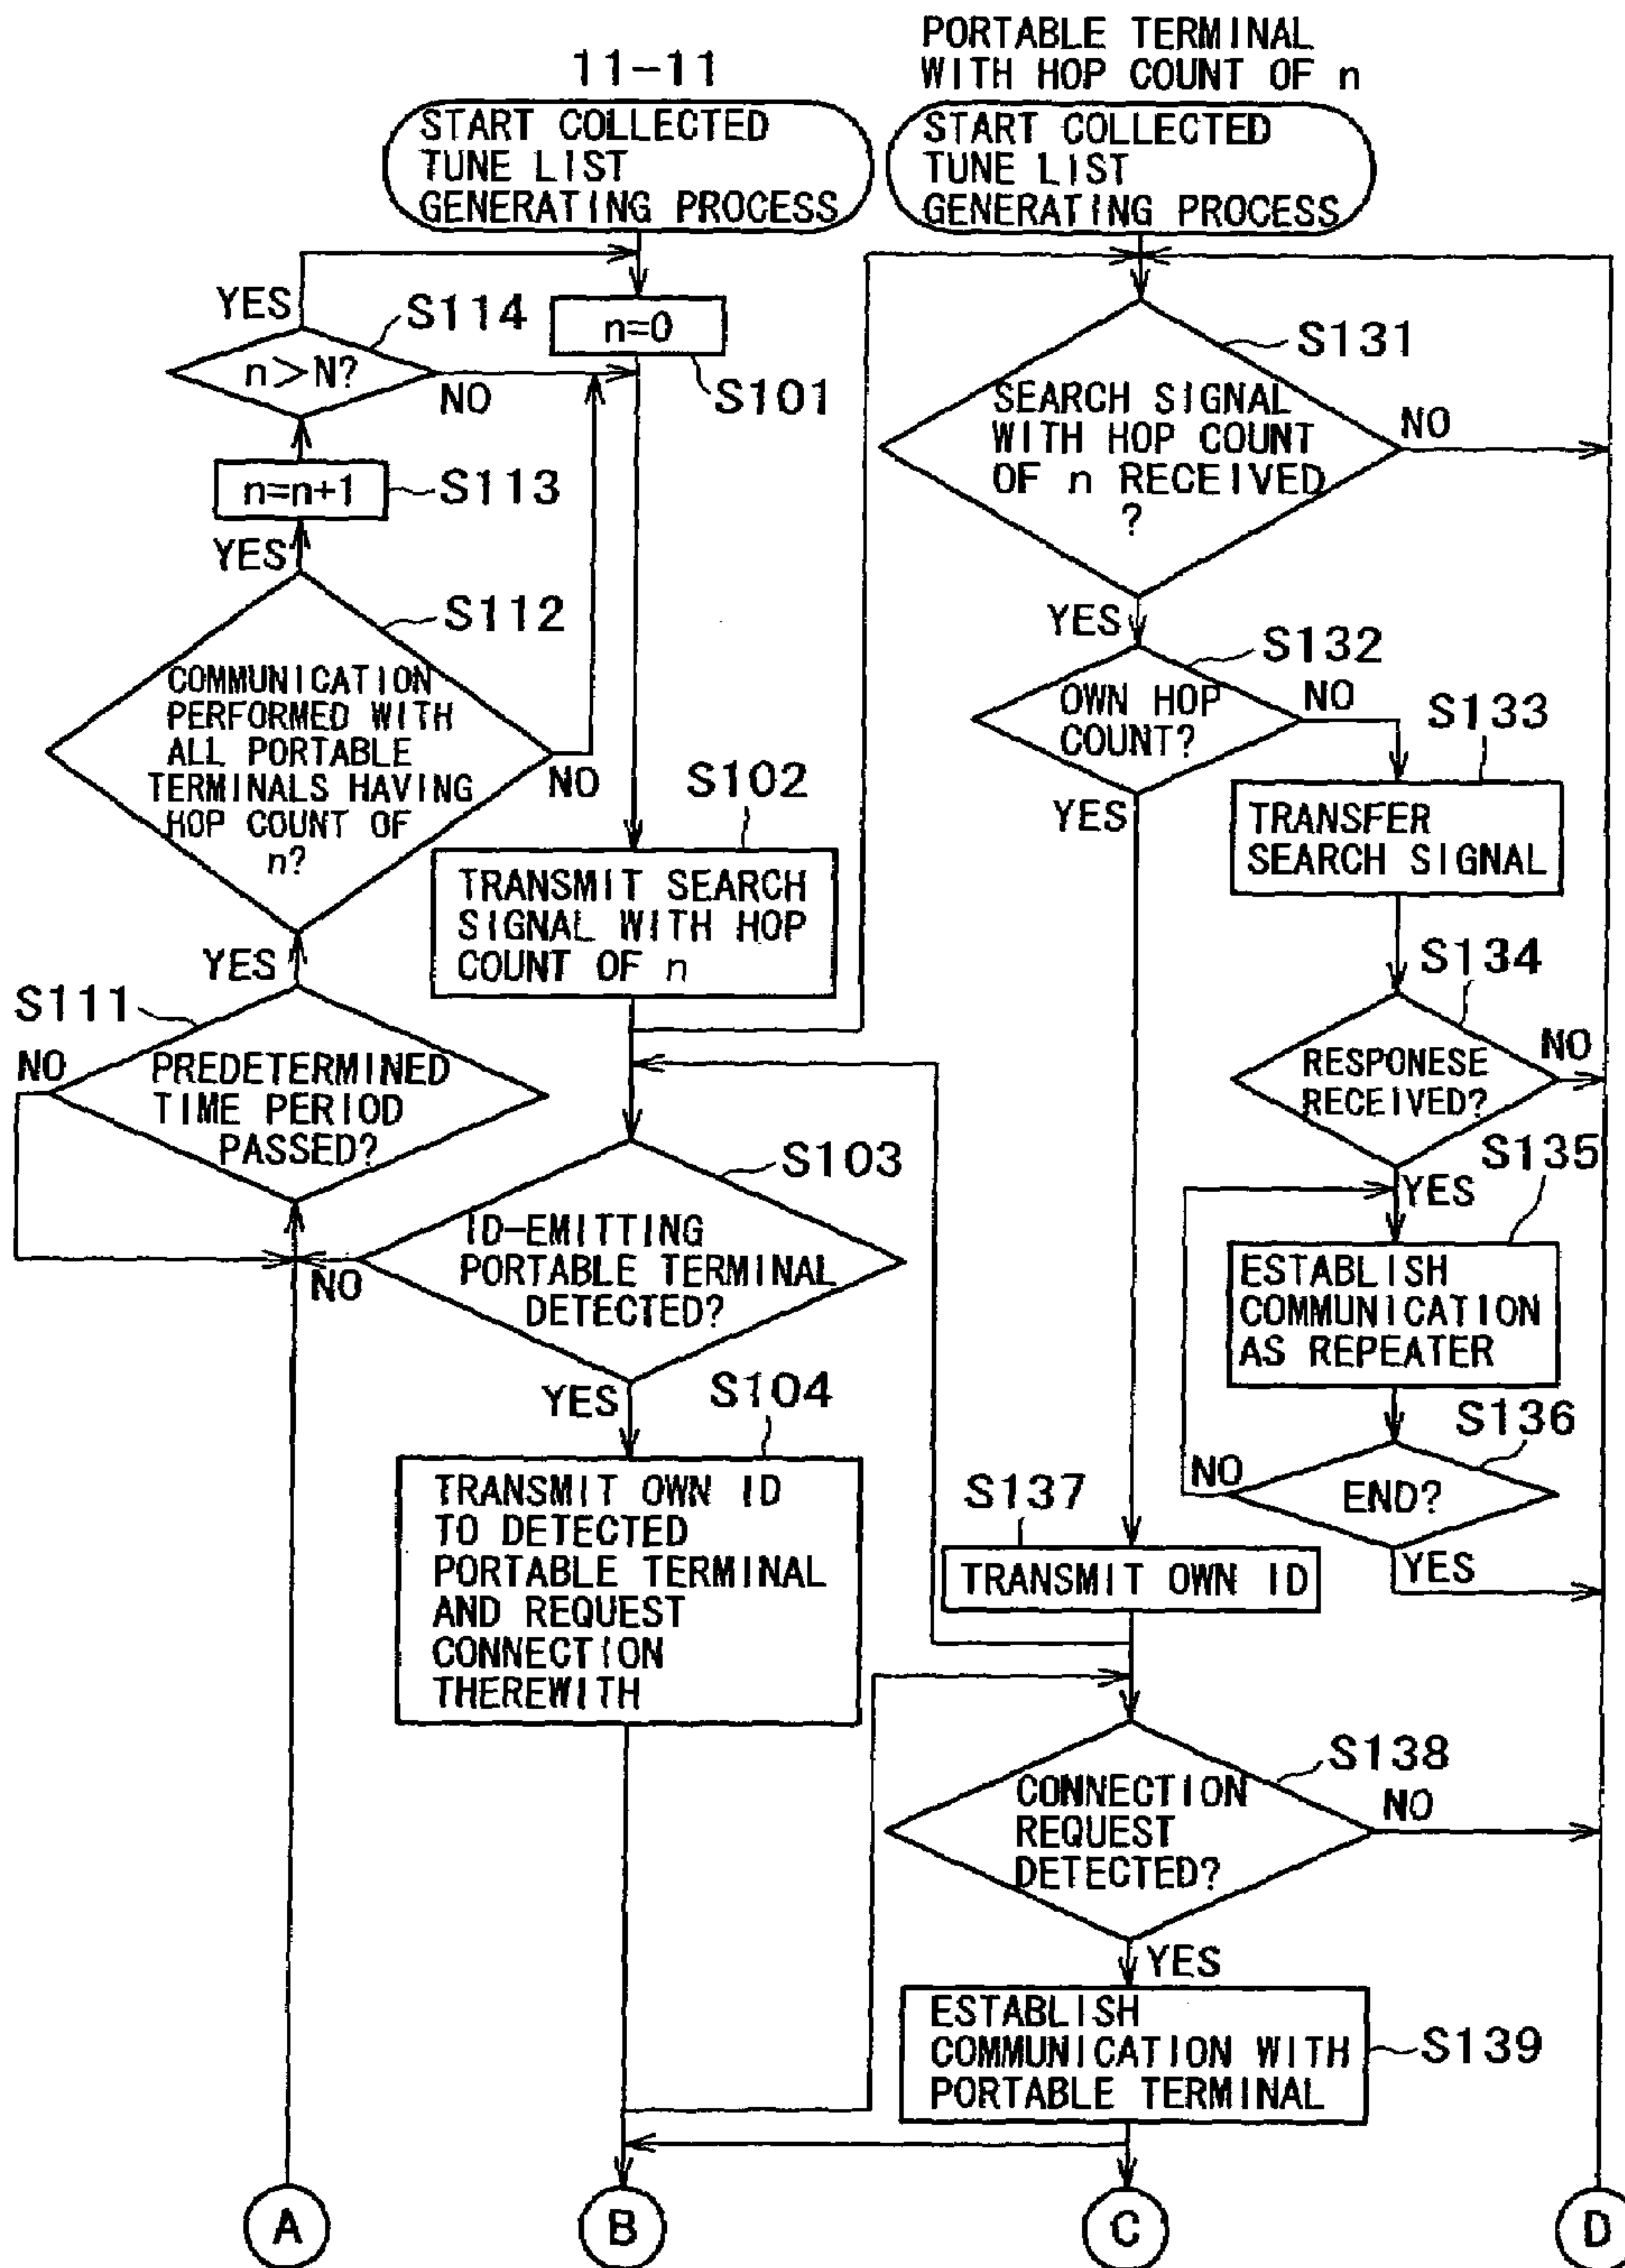 11-11
START COLLECTED
TUNE LIST
GENERATING PROCESS
PORTABLE TERMINAL
WITH HOP COUNT OF n
START COLLECTED
TUNE LIST
GENERATING PROCESS
YES
S114
n>N?
NO
n=0
S101
n=n+1
S113
YES
S112
COMMUNICATION
PERFORMED WITH
ALL PORTABLE
TERMINALS HAVING
HOP COUNT OF
n?
NO
S102
TRANSMIT SEARCH
SIGNAL WITH HOP
COUNT OF n
YES
S111
NO
PREDETERMINED
TIME PERIOD
PASSED?
S103
ID-EMITTING
PORTABLE TERMINAL
DETECTED?
NO
YES
S104
TRANSMIT OWN ID
TO DETECTED
PORTABLE TERMINAL
AND REQUEST
CONNECTION
THEREWITH
S131
SEARCH SIGNAL
WITH HOP COUNT
OF n RECEIVED
?
NO
YES
S132
OWN HOP
COUNT?
NO
YES
S133
TRANSFER
SEARCH SIGNAL
S134
RESPONESE
RECEIVED?
NO
S135
YES
ESTABLISH
COMMUNICATION
AS REPEATER
S136
NO
END?
YES
S137
TRANSMIT OWN ID
S138
CONNECTION
REQUEST
DETECTED?
NO
YES
ESTABLISH
COMMUNICATION WITH
PORTABLE TERMINAL
S139
A
B
C
D